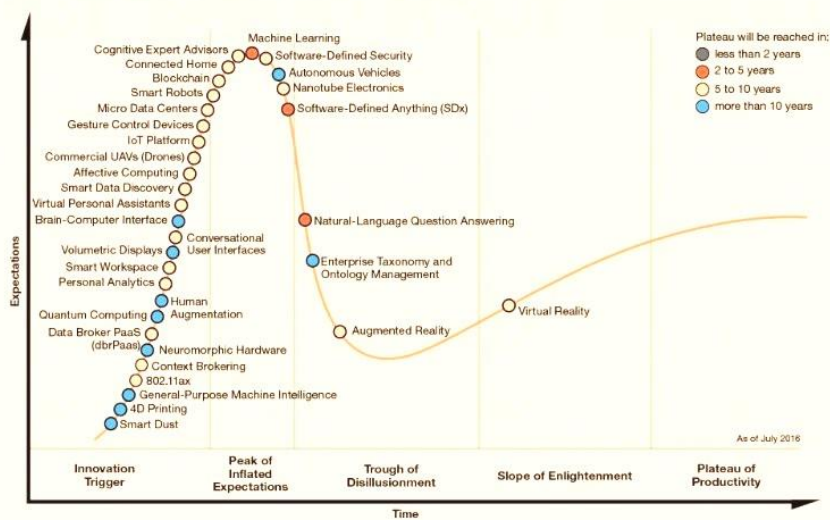 Machine Learning
Cognitive Expert Advisors
Software-Defined Security
Connected Home
Autonomous Vehicles
Blockchain
Nanotube Electronics
Smart Robots
Micro Data Centers
Software-Defined Anything (SDx)
Gesture Control Devices
IoT Platform
Commercial UAVs (Drones)
Affective Computing
Smart Data Discovery
Virtual Personal Assistants
Brain-Computer Interface
Natural-Language Question Answering
Conversational
User Interfaces
Volumetric Displays
Smart Workspace
Enterprise Taxonomy and
Ontology Management
Personal Analytics
Human
Augmentation
Quantum Computing
Virtual Reality
Data Broker PaaS
(dbrPaas)
Augmented Reality
Neuromorphic Hardware
Context Brokering
802.11ax
General-Purpose Machine Intelligence
4D Printing
Smart Dust
Plateau will be reached in:
less than 2 years
2 to 5 years
5 to 10 years
more than 10 years
As of July 2016
Expectations
Innovation
Trigger
Peak of
Inflated
Expectations
Trough of
Disillusionment
Slope of Enlightenment
Plateau of
Productivity
Time